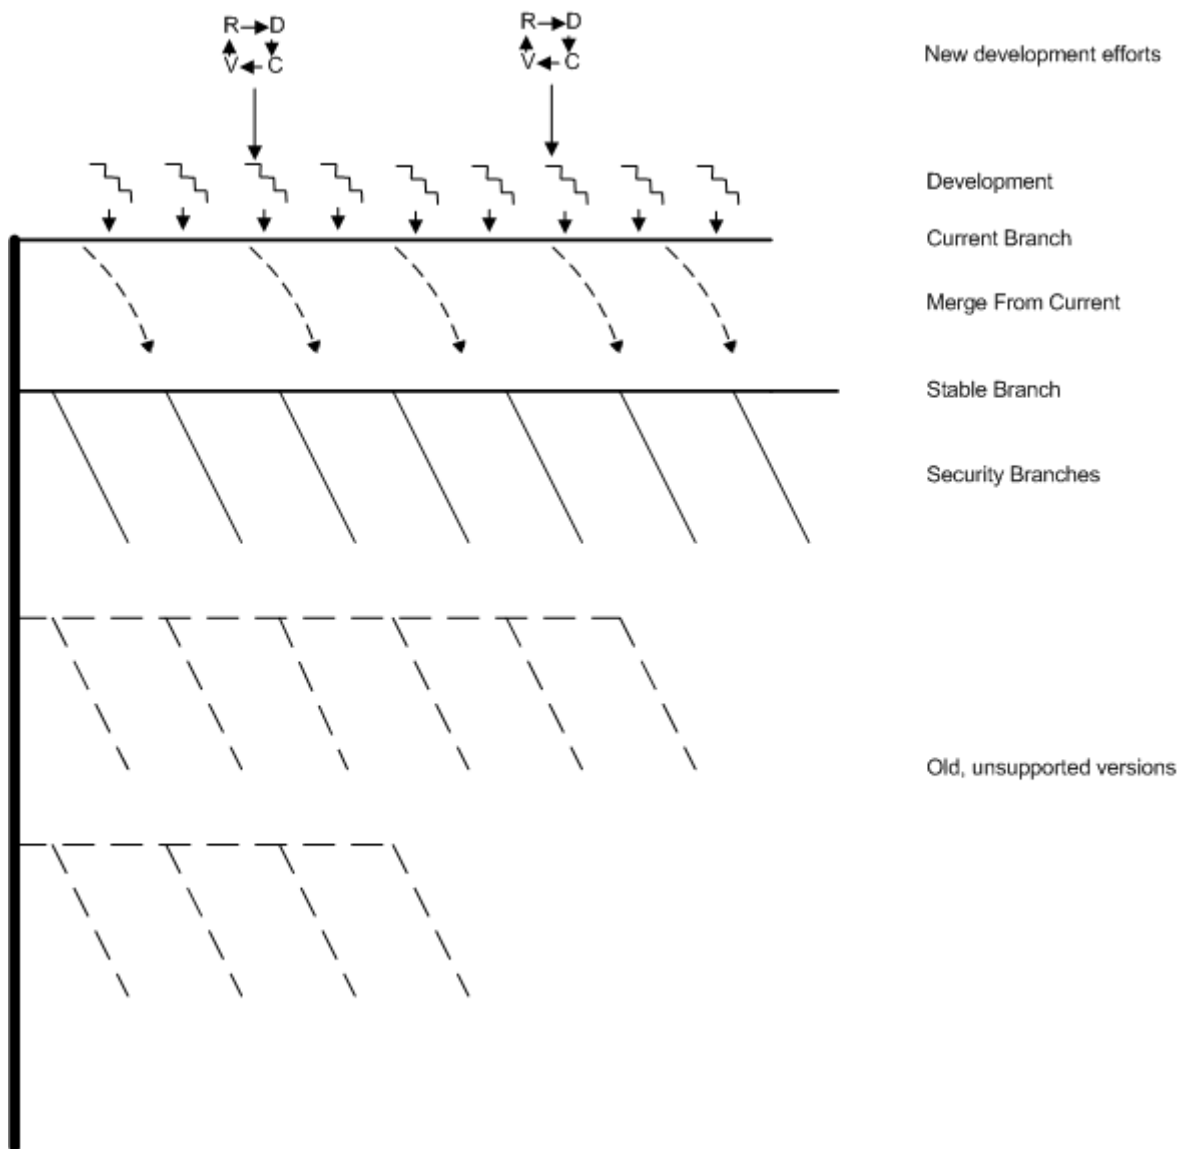 R D R D
V C V C
New development efforts
Development
Current Branch
Merge From Current
Stable Branch
Security Branches
Old, unsupported versions